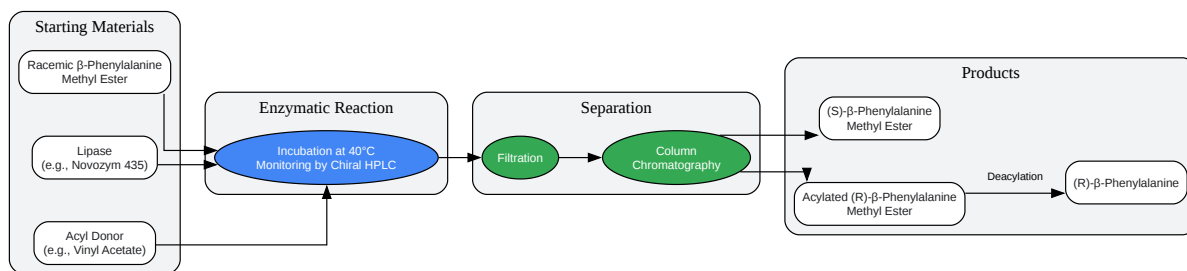 Starting Materials
Racemic β-Phenylalanine
Methyl Ester
Lipase
(e.g., Novozym 435)
Acyl Donor
(e.g., Vinyl Acetate)
Enzymatic Reaction
Incubation at 40°C
Monitoring by Chiral HPLC
Separation
Filtration
Column
Chromatography
Products
(S)-β-Phenylalanine
Methyl Ester
Acylated (R)-β-Phenylalanine
Methyl Ester
Deacylation
(R)-β-Phenylalanine